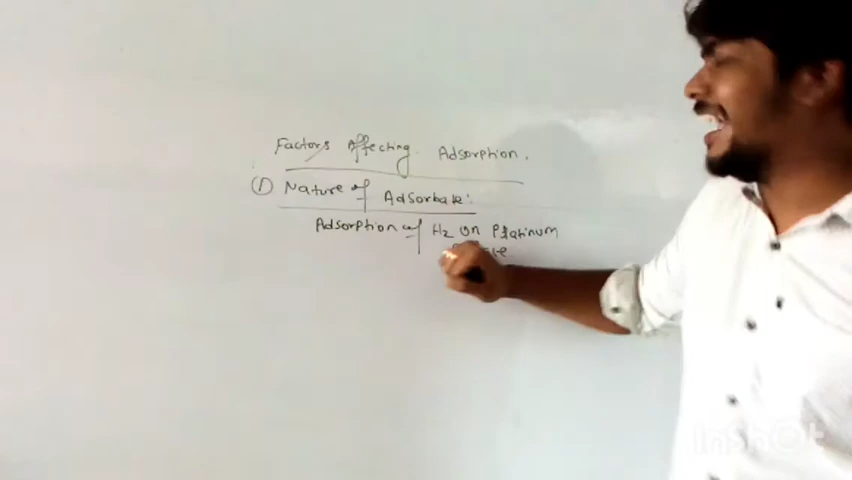 Factors Affecting Adsorption.
① Nature of Adsorbate:
Adsorption of H2 on Platinum
InShot